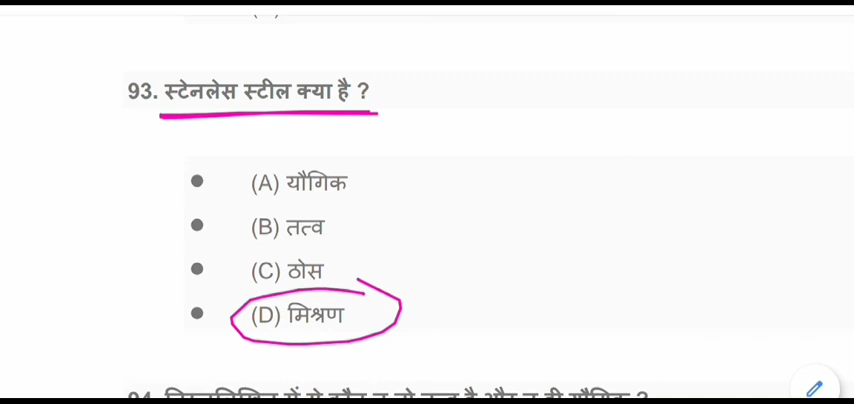 93. स्टेनलेस स्टील क्या है ?
(A) यौगिक
(B) तत्व
(C) ठोस
(D) मिश्रण